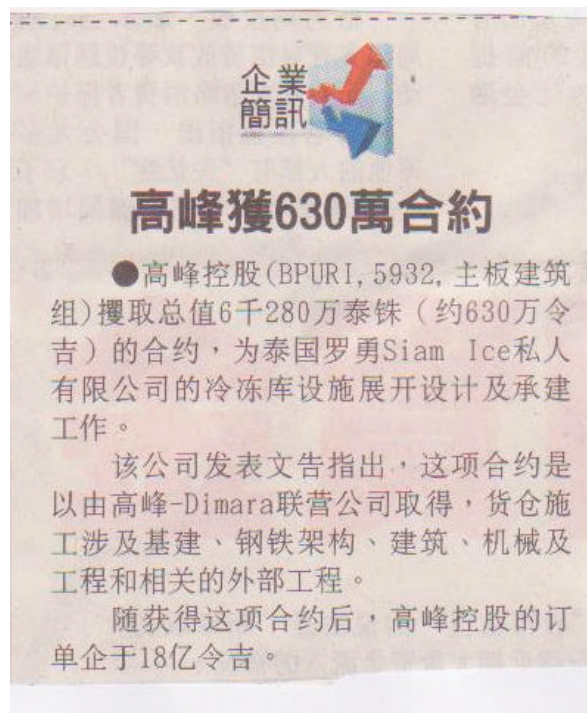 企業
簡訊
高峰獲630萬合約
●高峰控股(BPURI,5932,主板建筑
组)攫取总值6千280万泰铢（约630万令
吉）的合约，为泰国罗勇Siam Ice私人
有限公司的冷冻库设施展开设计及承建
工作。
该公司发表文告指出，这项合约是
以由高峰-Dimara联营公司取得，货仓施
工涉及基建、钢铁架构、建筑、机械及
工程和相关的外部工程。
随获得这项合约后，高峰控股的订
单企于18亿令吉。